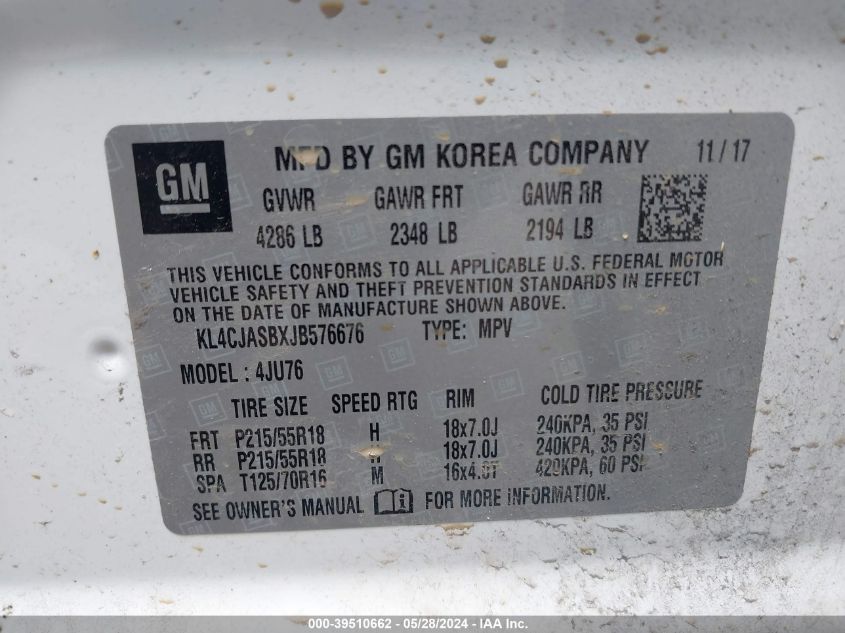 GM
MFD BY GM KOREA COMPANY 11/17
GVWR GAWR FRT GAWR RR
4286 LB 2348 LB 2194 LB
THIS VEHICLE CONFORMS TO ALL APPLICABLE U.S. FEDERAL MOTOR
VEHICLE SAFETY AND THEFT PREVENTION STANDARDS IN EFFECT
ON THE DATE OF MANUFACTURE SHOWN ABOVE.
KL4CJASBXJB576676 TYPE: MPV
MODEL: 4JU76
TIRE SIZE SPEED RTG RIM COLD TIRE PRESSURE
FRT P215/55R18 H 18x7.0J 240KPA, 35 PSI
RR P215/55R18 H 18x7.0J 240KPA, 35 PSI
SPA T125/70R16 M 16x4.0T 420KPA, 60 PSI
SEE OWNER'S MANUAL FOR MORE INFORMATION.
000-39510662 - 05/28/2024 - IAA Inc.